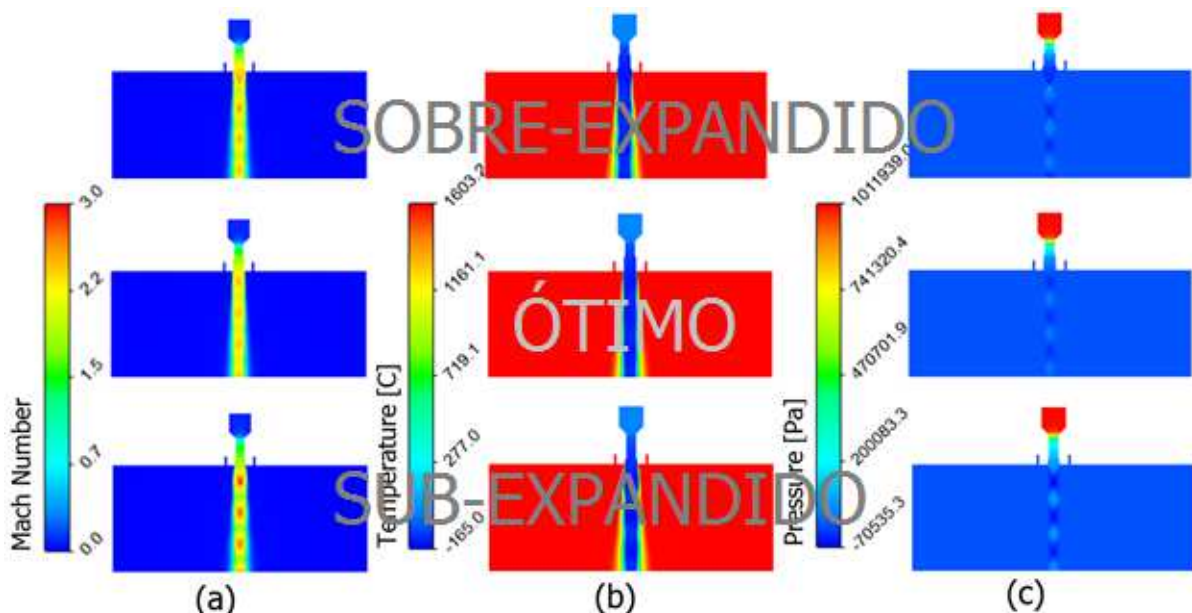 SOBRE-EXPANDIDO
ÓTIMO
SUB-EXPANDIDO
Mach Number
3.0
2.2
1.5
0.7
0.0
Temperature [C]
1603.2
1161.1
719.1
277.0
-165.0
Pressure [Pa]
1011939.0
741320.4
470701.9
200083.3
-70535.3
(a)
(b)
(c)